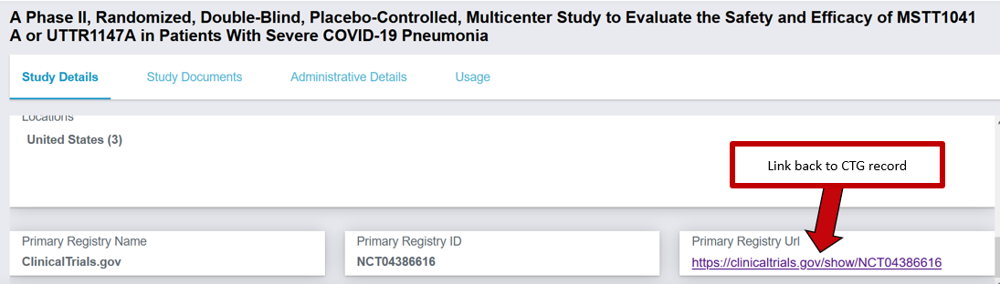 A Phase II, Randomized, Double-Blind, Placebo-Controlled, Multicenter Study to Evaluate the Safety and Efficacy of MSTT1041
A or UTTR1147A in Patients With Severe COVID-19 Pneumonia
Study Details
Study Documents
Administrative Details
Usage
Locations
United States (3)
Link back to CTG record
Primary Registry Name
ClinicalTrials.gov
Primary Registry ID
NCT04386616
Primary Registry Url
https://clinicaltrials.gov/show/NCT04386616